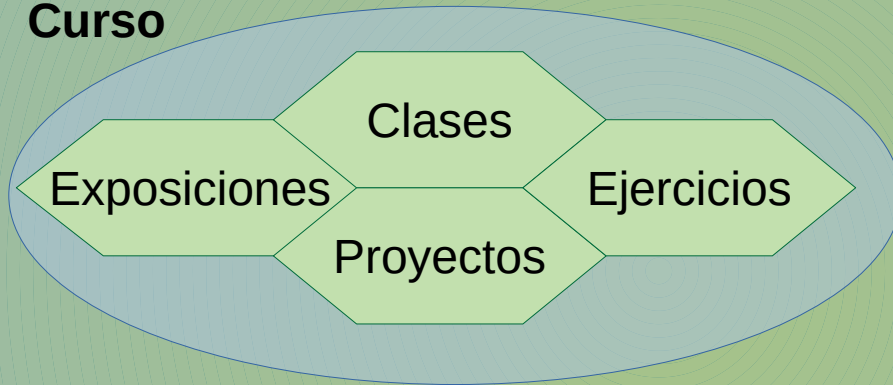 Curso
Clases
Exposiciones
Ejercicios
Proyectos